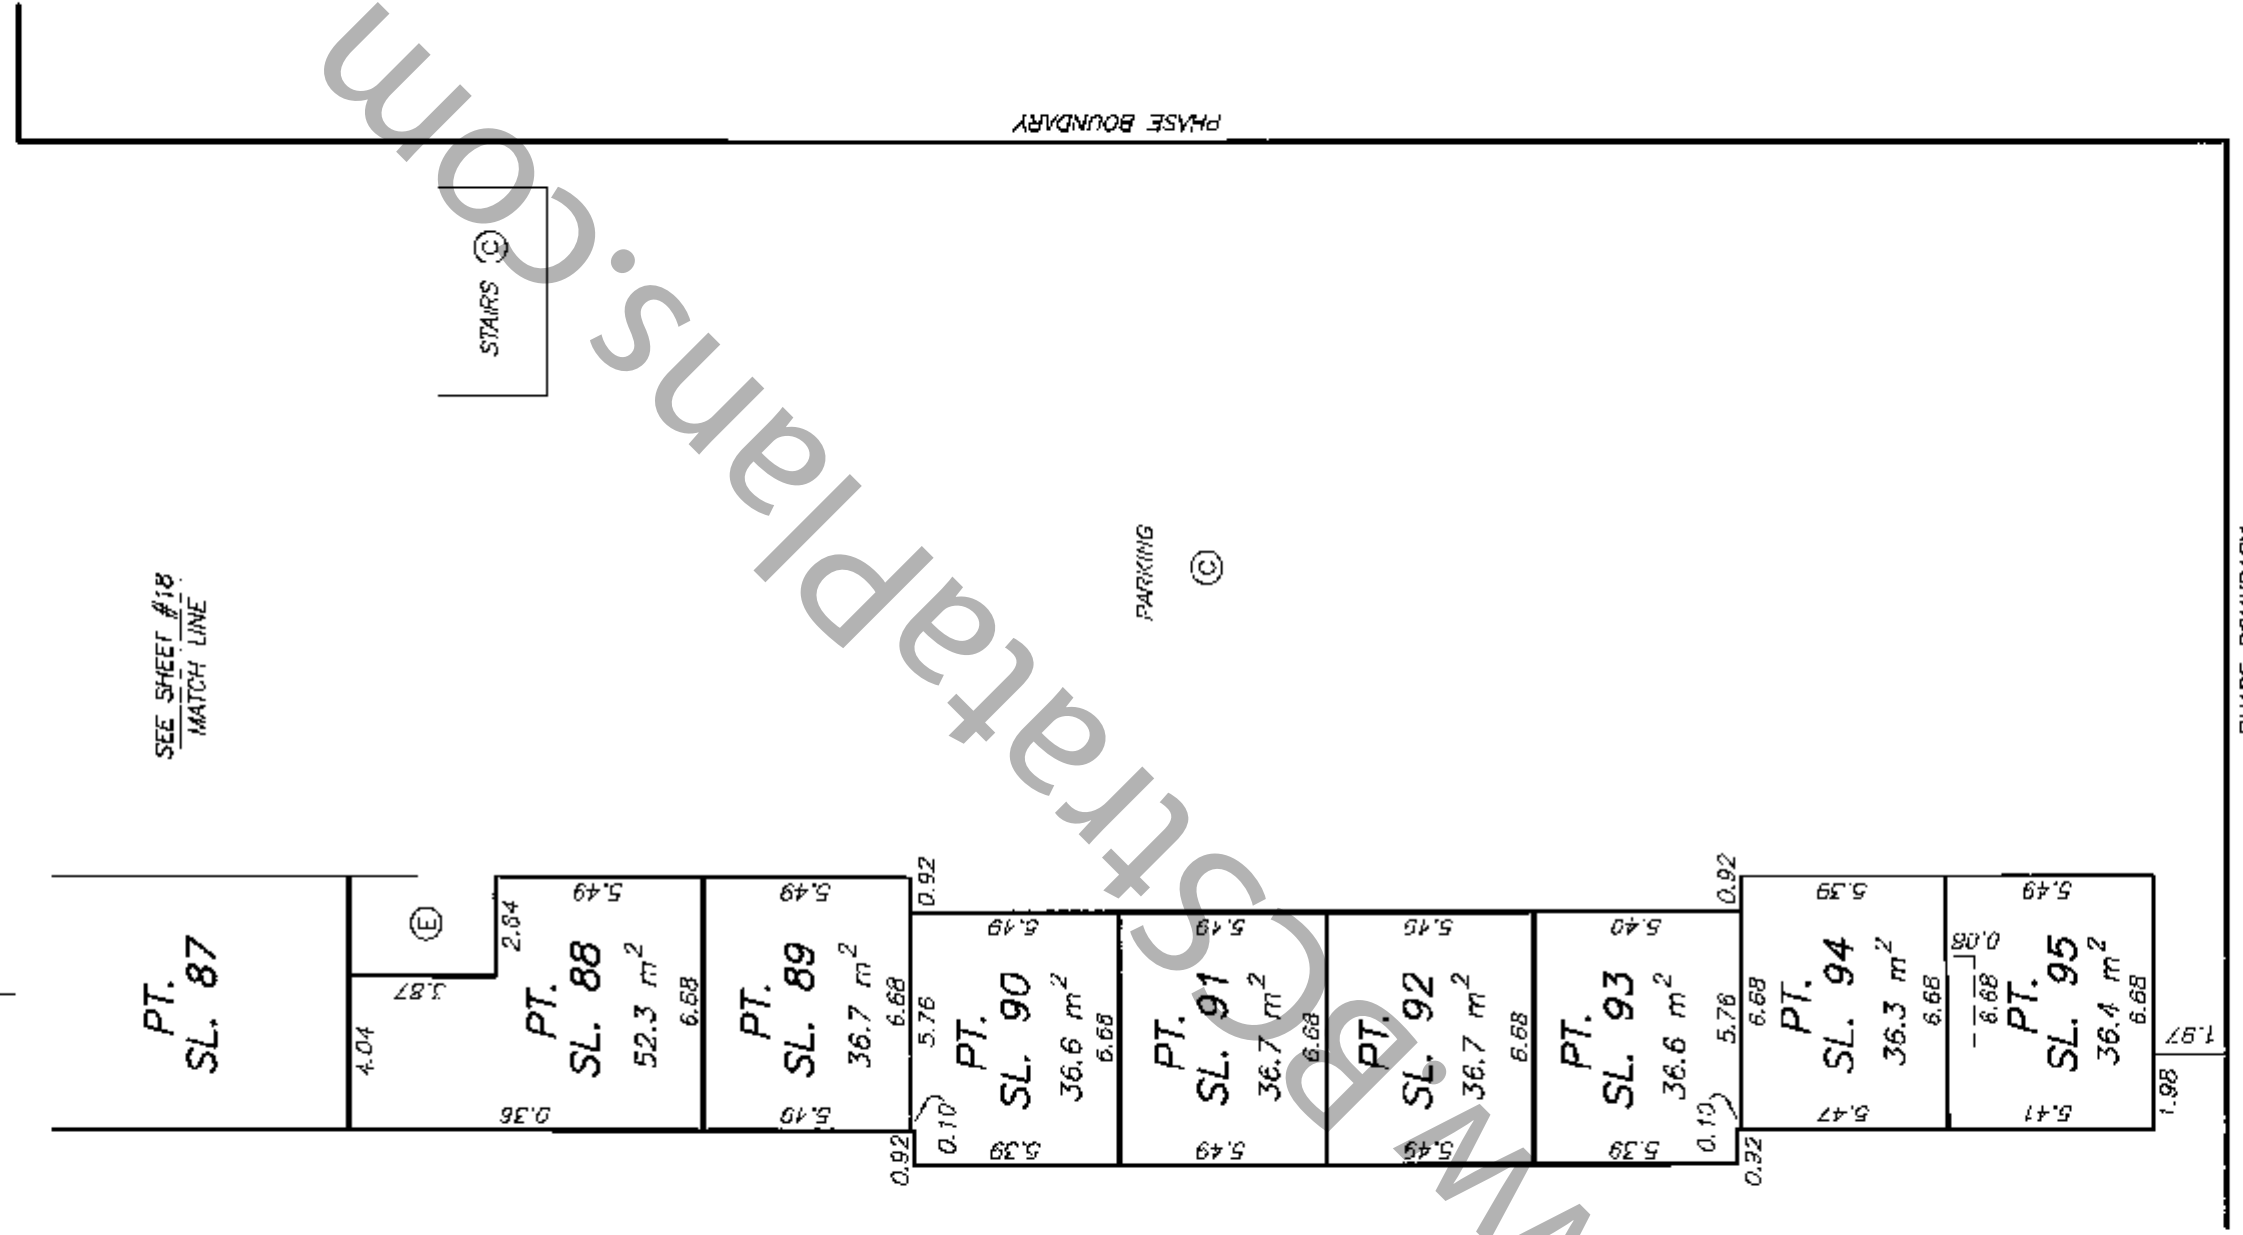 PHASE BOUNDARY
STAIRS Ⓒ
PARKING
Ⓒ
SEE SHEET #18
MATCH LINE
PT.
SL. 87
Ⓔ
3.87
4.04
2.64
5.49
PT.
SL. 88
52.3 m²
6.68
9.36
5.49
PT.
SL. 89
36.7 m²
6.68
5.49
0.92
0.92
0.10
5.76
5.49
PT.
SL. 90
36.6 m²
6.68
5.39
5.49
PT.
SL. 91
36.7 m²
6.68
5.49
5.49
PT.
SL. 92
36.7 m²
6.68
5.49
5.49
PT.
SL. 93
36.6 m²
5.76
0.10
5.39
0.92
0.92
5.39
6.68
PT.
SL. 94
36.3 m²
6.68
5.47
5.49
0.08
6.68
PT.
SL. 95
36.4 m²
6.68
5.41
1.97
1.98
w.BCStrataPlans.com